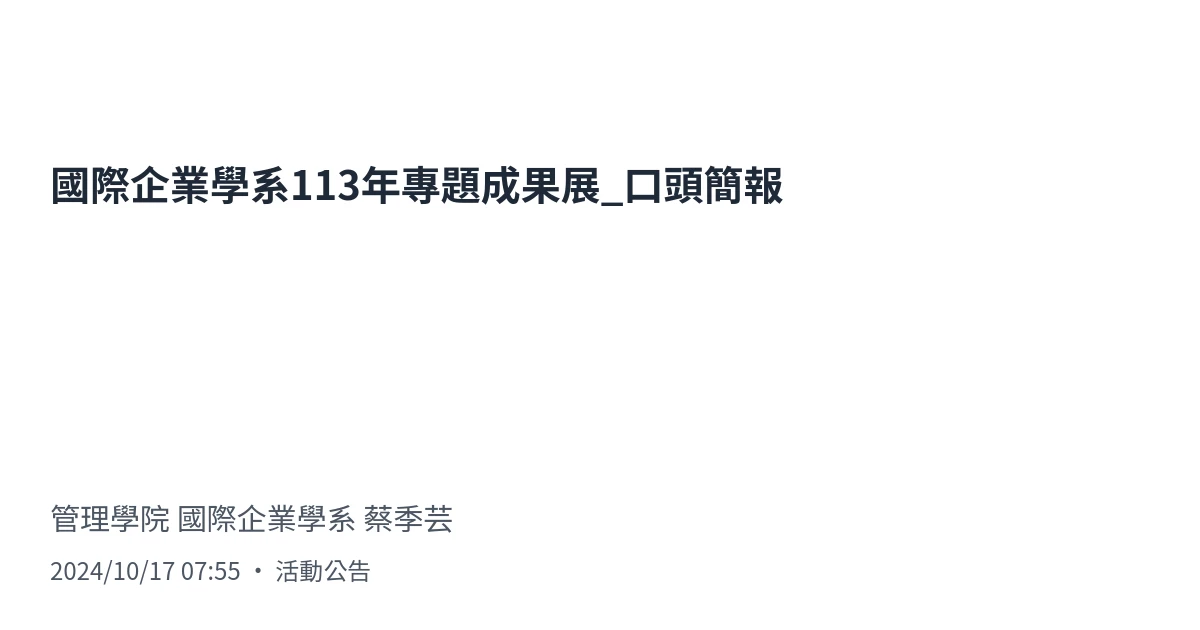 國際企業學系113年專題成果展_口頭簡報
管理學院 國際企業學系 蔡季芸
2024/10/17 07:55 • 活動公告